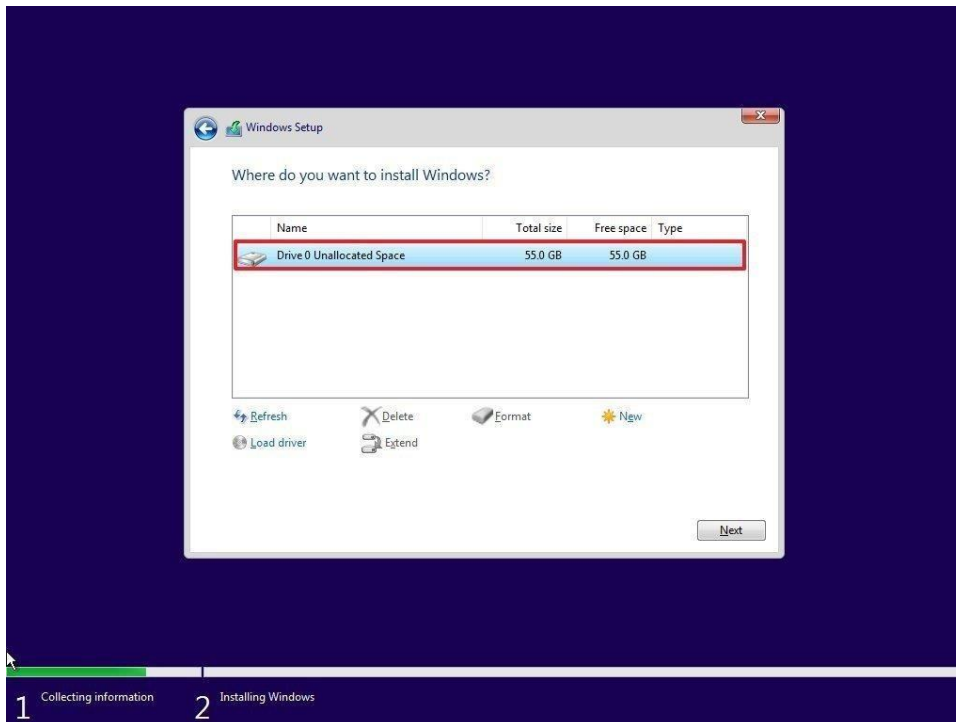 Windows Setup
Where do you want to install Windows?
Name Total size Free space Type
Drive 0 Unallocated Space 55.0 GB 55.0 GB
Refresh Delete Format New
Load driver Extend
Next
1 Collecting information 2 Installing Windows